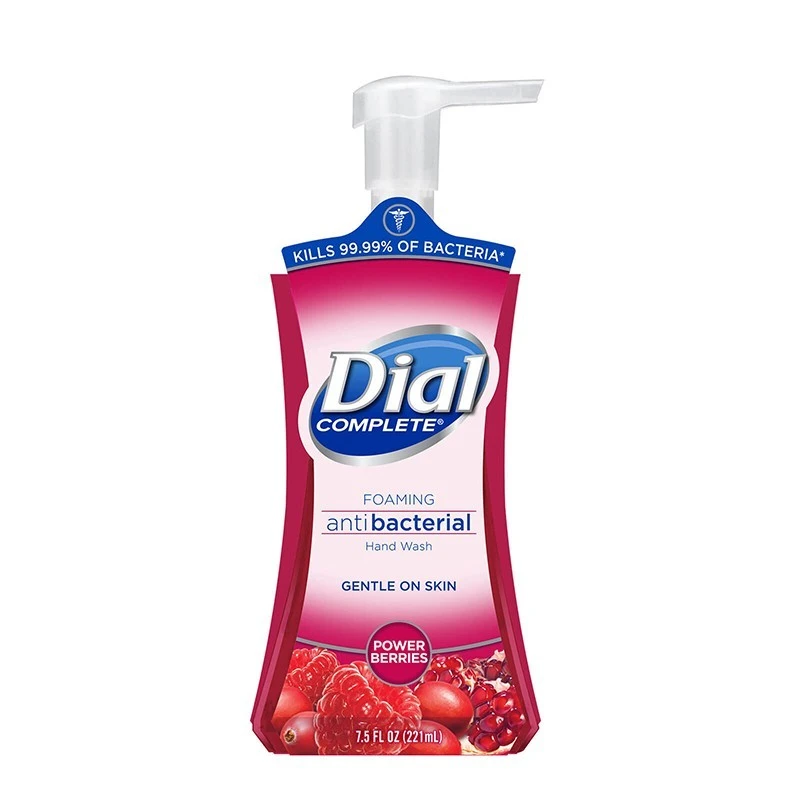 KILLS 99.99% OF BACTERIA*
Dial
COMPLETE®
FOAMING
antibacterial
Hand Wash
GENTLE ON SKIN
POWER
BERRIES
7.5 FL OZ (221mL)